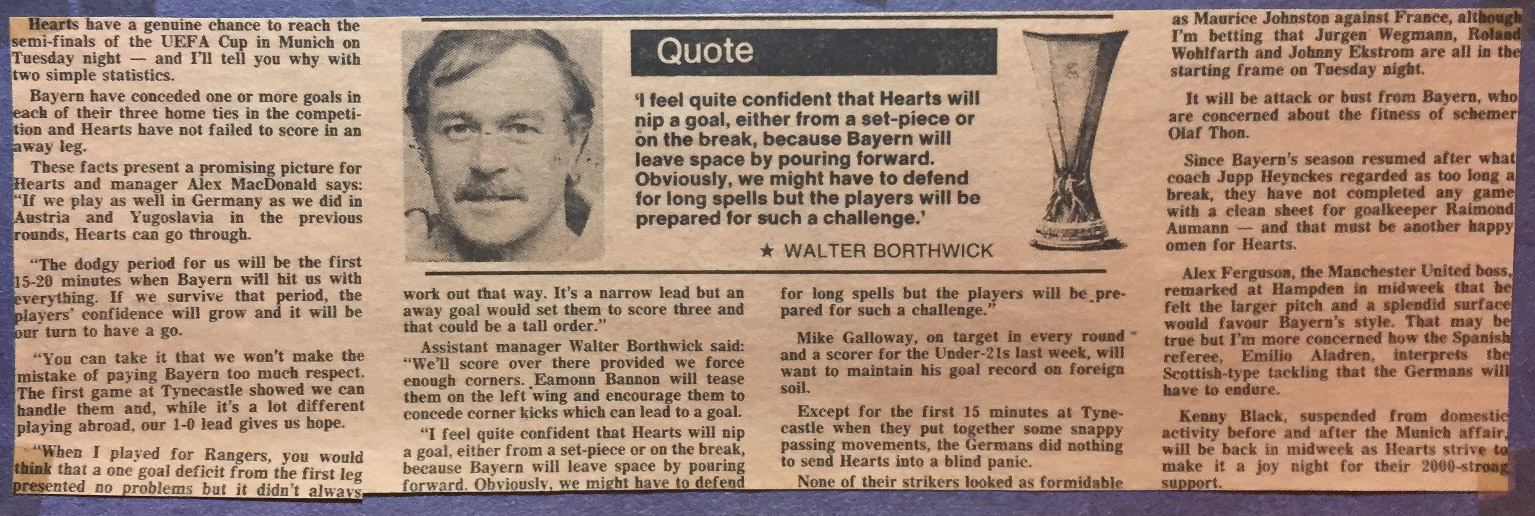 Hearts have a genuine chance to reach the
semi-finals of the UEFA Cup in Munich on
Tuesday night — and I'll tell you why with
two simple statistics.
Bayern have conceded one or more goals in
each of their three home ties in the competi-
tion and Hearts have not failed to score in an
away leg.
These facts present a promising picture for
Hearts and manager Alex MacDonald says:
"If we play as well in Germany as we did in
Austria and Yugoslavia in the previous
rounds, Hearts can go through.
"The dodgy period for us will be the first
15-20 minutes when Bayern will hit us with
everything. If we survive that period, the
players' confidence will grow and it will be
our turn to have a go.
"You can take it that we won't make the
mistake of paying Bayern too much respect.
The first game at Tynecastle showed we can
handle them and, while it's a lot different
playing abroad, our 1-0 lead gives us hope.
"When I played for Rangers, you would
think that a one goal deficit from the first leg
presented no problems but it didn't always
Quote
'I feel quite confident that Hearts will
nip a goal, either from a set-piece or
on the break, because Bayern will
leave space by pouring forward.
Obviously, we might have to defend
for long spells but the players will be
prepared for such a challenge.'
★ WALTER BORTHWICK
work out that way. It's a narrow lead but an
away goal would set them to score three and
that could be a tall order."
Assistant manager Walter Borthwick said:
"We'll score over there provided we force
enough corners. Eamonn Bannon will tease
them on the left wing and encourage them to
concede corner kicks which can lead to a goal.
"I feel quite confident that Hearts will nip
a goal, either from a set-piece or on the break,
because Bayern will leave space by pouring
forward. Obviously, we might have to defend
for long spells but the players will be pre-
pared for such a challenge."
Mike Galloway, on target in every round
and a scorer for the Under-21s last week, will
want to maintain his goal record on foreign
soil.
Except for the first 15 minutes at Tyne-
castle when they put together some snappy
passing movements, the Germans did nothing
to send Hearts into a blind panic.
None of their strikers looked as formidable
as Maurice Johnston against France, although
I'm betting that Jurgen Wegmann, Roland
Wohlfarth and Johnny Ekstrom are all in the
starting frame on Tuesday night.
It will be attack or bust from Bayern, who
are concerned about the fitness of schemer
Olaf Thon.
Since Bayern's season resumed after what
coach Jupp Heynckes regarded as too long a
break, they have not completed any game
with a clean sheet for goalkeeper Raimond
Aumann — and that must be another happy
omen for Hearts.
Alex Ferguson, the Manchester United boss,
remarked at Hampden in midweek that he
felt the larger pitch and a splendid surface
would favour Bayern's style. That may be
true but I'm more concerned how the Spanish
referee, Emilio Aladren, interprets the
Scottish-type tackling that the Germans will
have to endure.
Kenny Black, suspended from domestic
activity before and after the Munich affair,
will be back in midweek as Hearts strive to
make it a joy night for their 2000-strong
support.